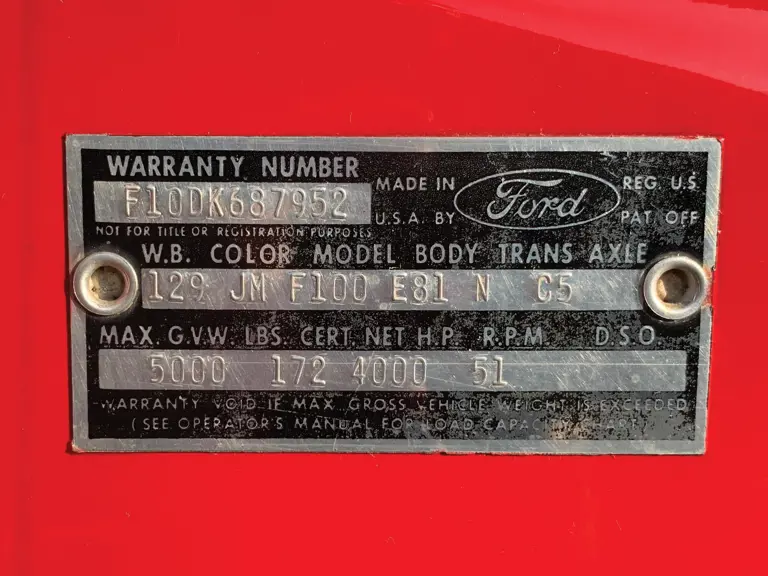 WARRANTY NUMBER
F10DK687952
MADE IN
U.S.A. BY
Ford
REG. U.S.
PAT OFF
NOT FOR TITLE OR REGISTRATION PURPOSES
W.B. COLOR MODEL BODY TRANS AXLE
129 JM F100 E81 N C5
MAX. G.V.W. LBS. CERT. NET H.P. R.P.M. D.S.O.
5000 172 4000 51
WARRANTY VOID IF MAX GROSS VEHICLE WEIGHT IS EXCEEDED
(SEE OPERATOR'S MANUAL FOR LOAD CAPACITY CHART)